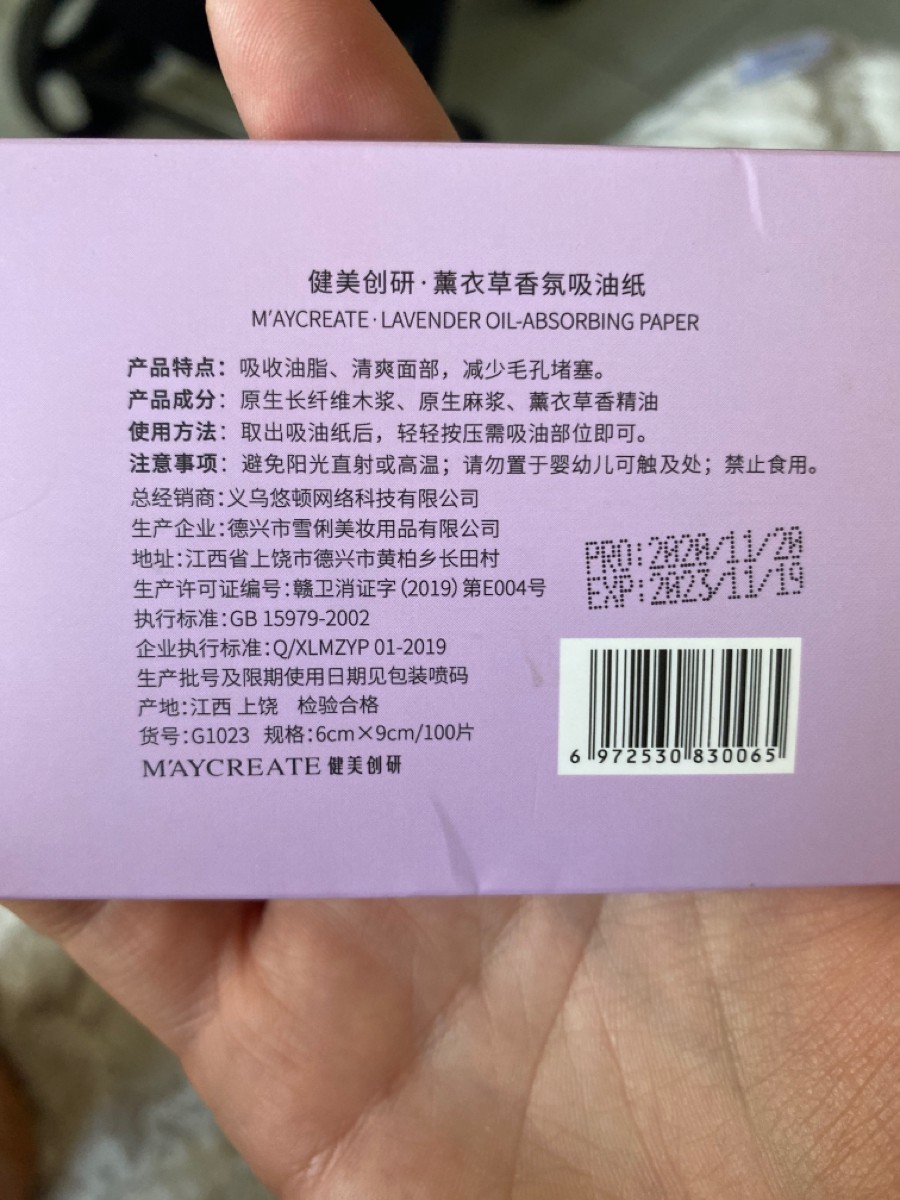 健美创研·薰衣草香氛吸油纸
M'AYCREATE·LAVENDER OIL-ABSORBING PAPER
产品特点：吸收油脂、清爽面部，减少毛孔堵塞。
产品成分：原生长纤维木浆、原生麻浆、薰衣草香精油
使用方法：取出吸油纸后，轻轻按压需吸油部位即可。
注意事项：避免阳光直射或高温；请勿置于婴幼儿可触及处；禁止食用。
总经销商：义乌悠顿网络科技有限公司
生产企业：德兴市雪俐美妆用品有限公司
地址：江西省上饶市德兴市黄柏乡长田村
生产许可证编号：赣卫消证字（2019）第E004号
执行标准：GB 15979-2002
企业执行标准：Q/XLMZYP 01-2019
生产批号及限期使用日期见包装喷码
产地：江西 上饶 检验合格
货号：G1023 规格：6cm×9cm/100片
M'AYCREATE 健美创研
PRO:2020/11/20
EXP:2023/11/19
6 972530 830065